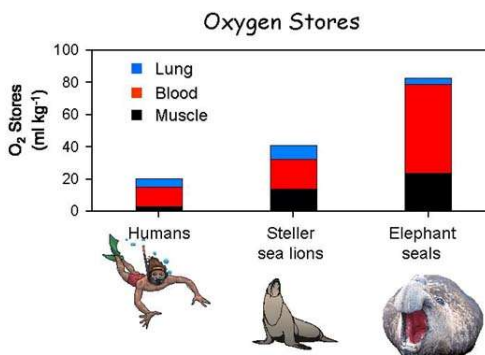 Oxygen Stores
O₂ Stores
(ml kg⁻¹)
100
80
60
40
20
0
Lung
Blood
Muscle
Humans
Steller
sea lions
Elephant
seals